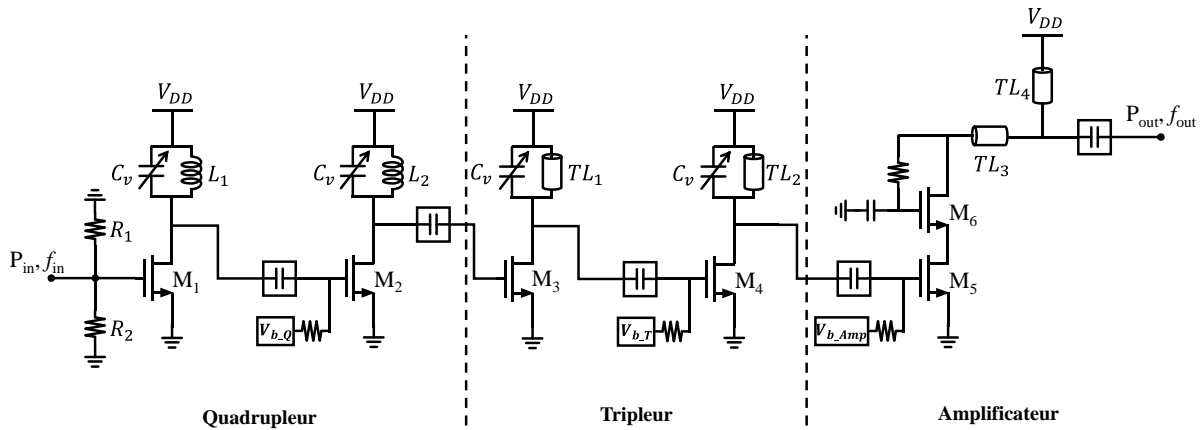 V_DD
V_DD
V_DD
V_DD
V_DD
C_v
L_1
C_v
L_2
C_v
TL_1
C_v
TL_2
TL_4
TL_3
P_out, f_out
R_1
R_2
P_in, f_in
M_1
M_2
M_3
M_4
M_6
M_5
V_b_Q
V_b_T
V_b_Amp
Quadrupleur
Tripleur
Amplificateur